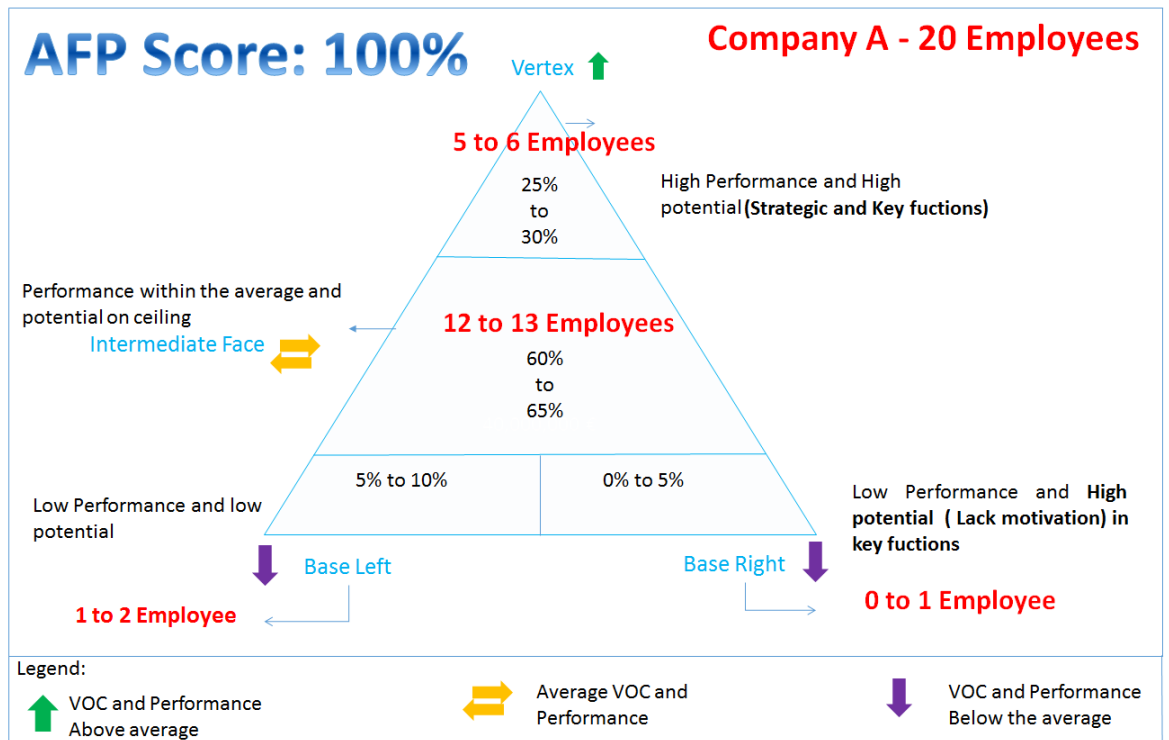 AFP Score: 100%
Company A - 20 Employees
Vertex
5 to 6 Employees
25%
to
30%
High Performance and High
potential(Strategic and Key fuctions)
Performance within the average and
potential on ceiling
Intermediate Face
12 to 13 Employees
60%
to
65%
5% to 10%
0% to 5%
Low Performance and low
potential
Low Performance and High
potential ( Lack motivation) in
key fuctions
Base Left
Base Right
1 to 2 Employee
0 to 1 Employee
Legend:
VOC and Performance
Above average
Average VOC and
Performance
VOC and Performance
Below the average